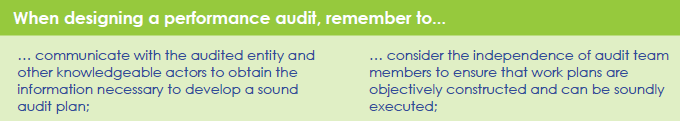 When designing a performance audit, remember to...
... communicate with the audited entity and
other knowledgeable actors to obtain the
information necessary to develop a sound
audit plan;
... consider the independence of audit team
members to ensure that work plans are
objectively constructed and can be soundly
executed;